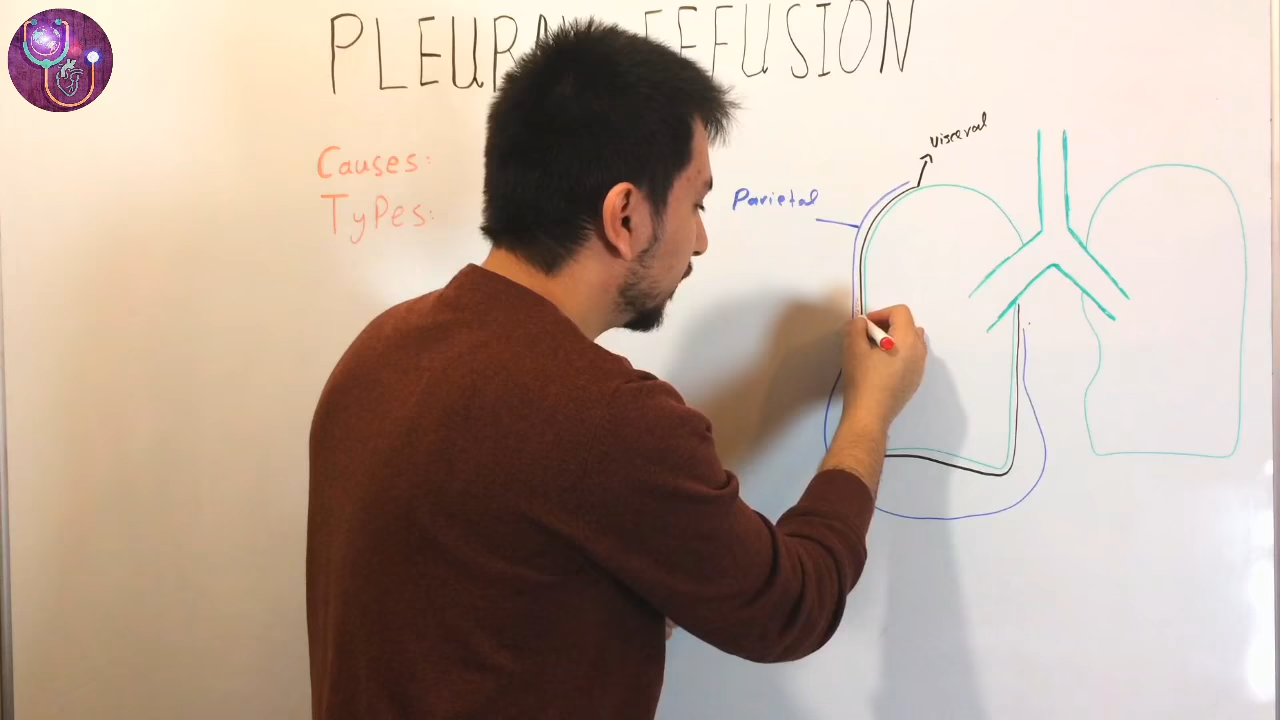 PLEURAL EFFUSION
Causes:
Types:
Parietal
visceral